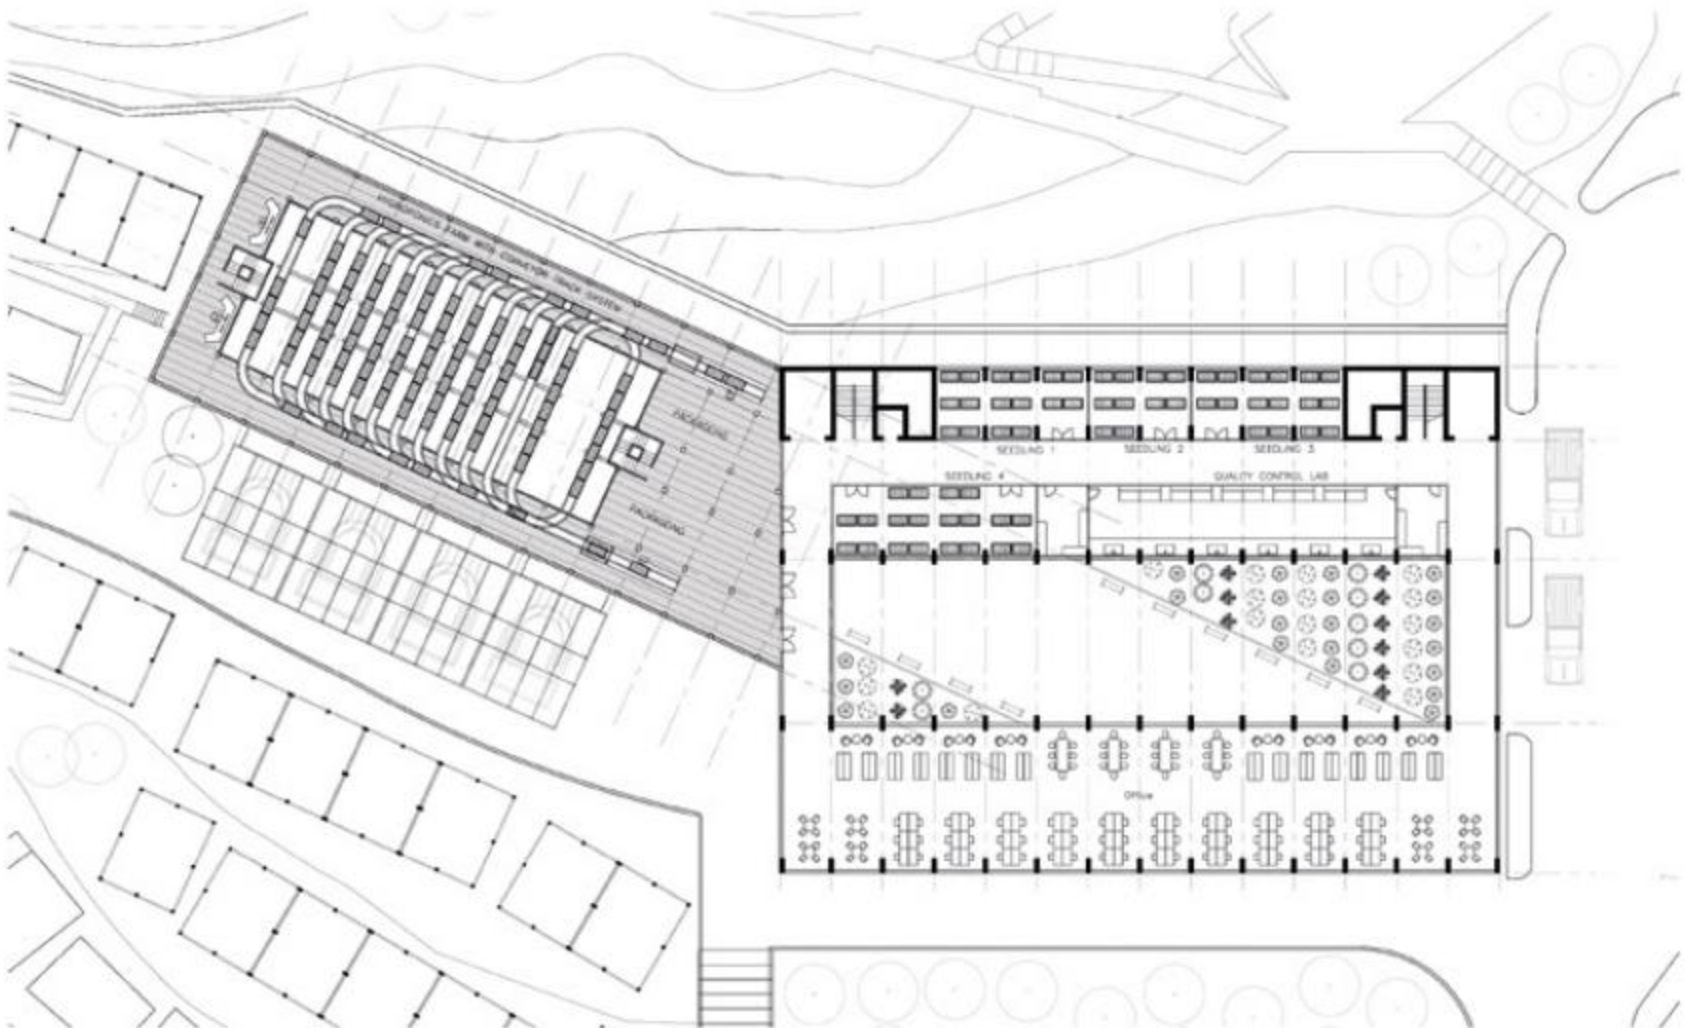 HYDROPONICS FARM WITH CONVEYOR TRACK SYSTEM
PACKAGING
PACKAGING
SEEDLING 1
SEEDLING 2
SEEDLING 3
SEEDLING 4
QUALITY CONTROL LAB
Office